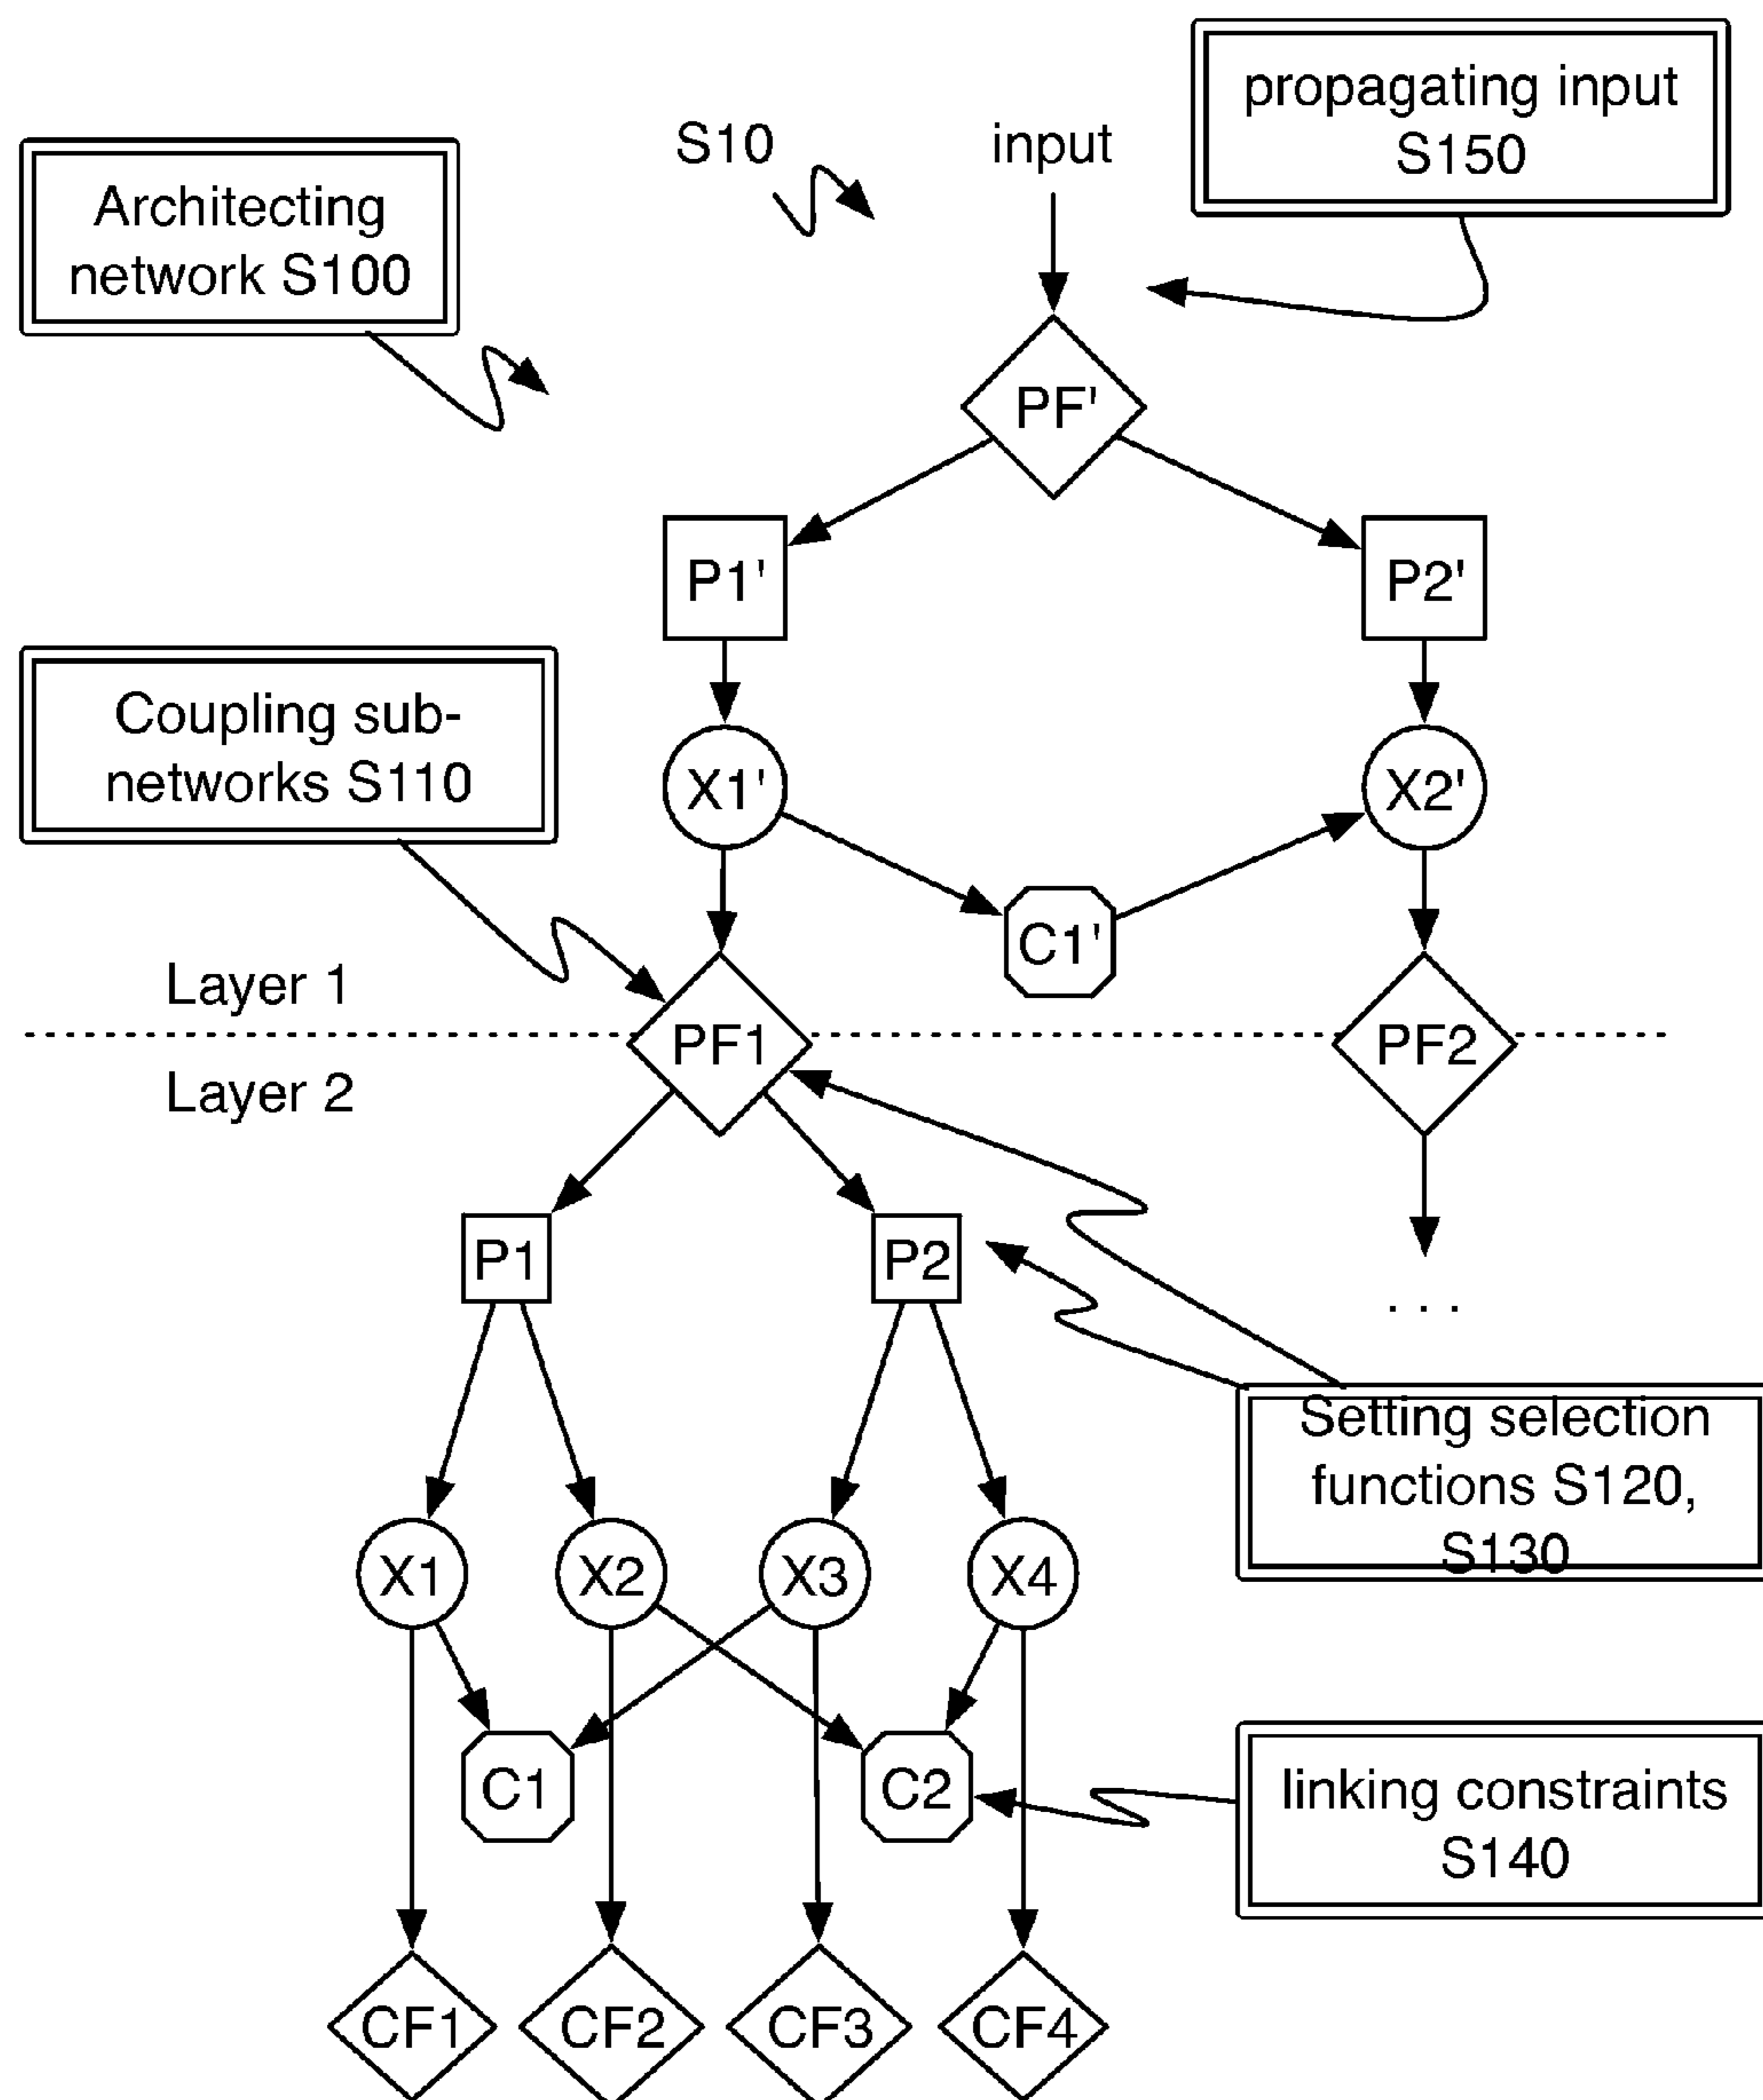 propagating input
S150
S10
input
Architecting
network S100
PF'
P1'
P2'
Coupling sub-
networks S110
X1'
X2'
C1'
Layer 1
PF1
PF2
Layer 2
P1
P2
. . .
Setting selection
functions S120,
S130
X1
X2
X3
X4
C1
C2
linking constraints
S140
CF1
CF2
CF3
CF4